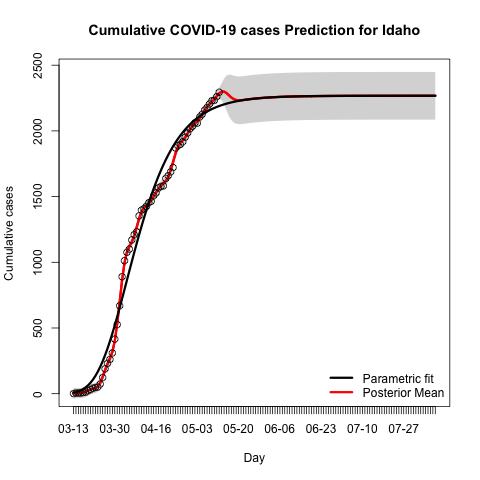 Cumulative COVID-19 cases Prediction for Idaho
Cumulative cases
2500
2000
1500
1000
500
0
Parametric fit
Posterior Mean
03-13 03-30 04-16 05-03 05-20 06-06 06-23 07-10 07-27
Day